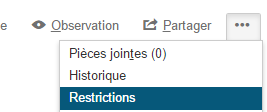 e Observation Partager
Pièces jointes (0)
Historique
Restrictions